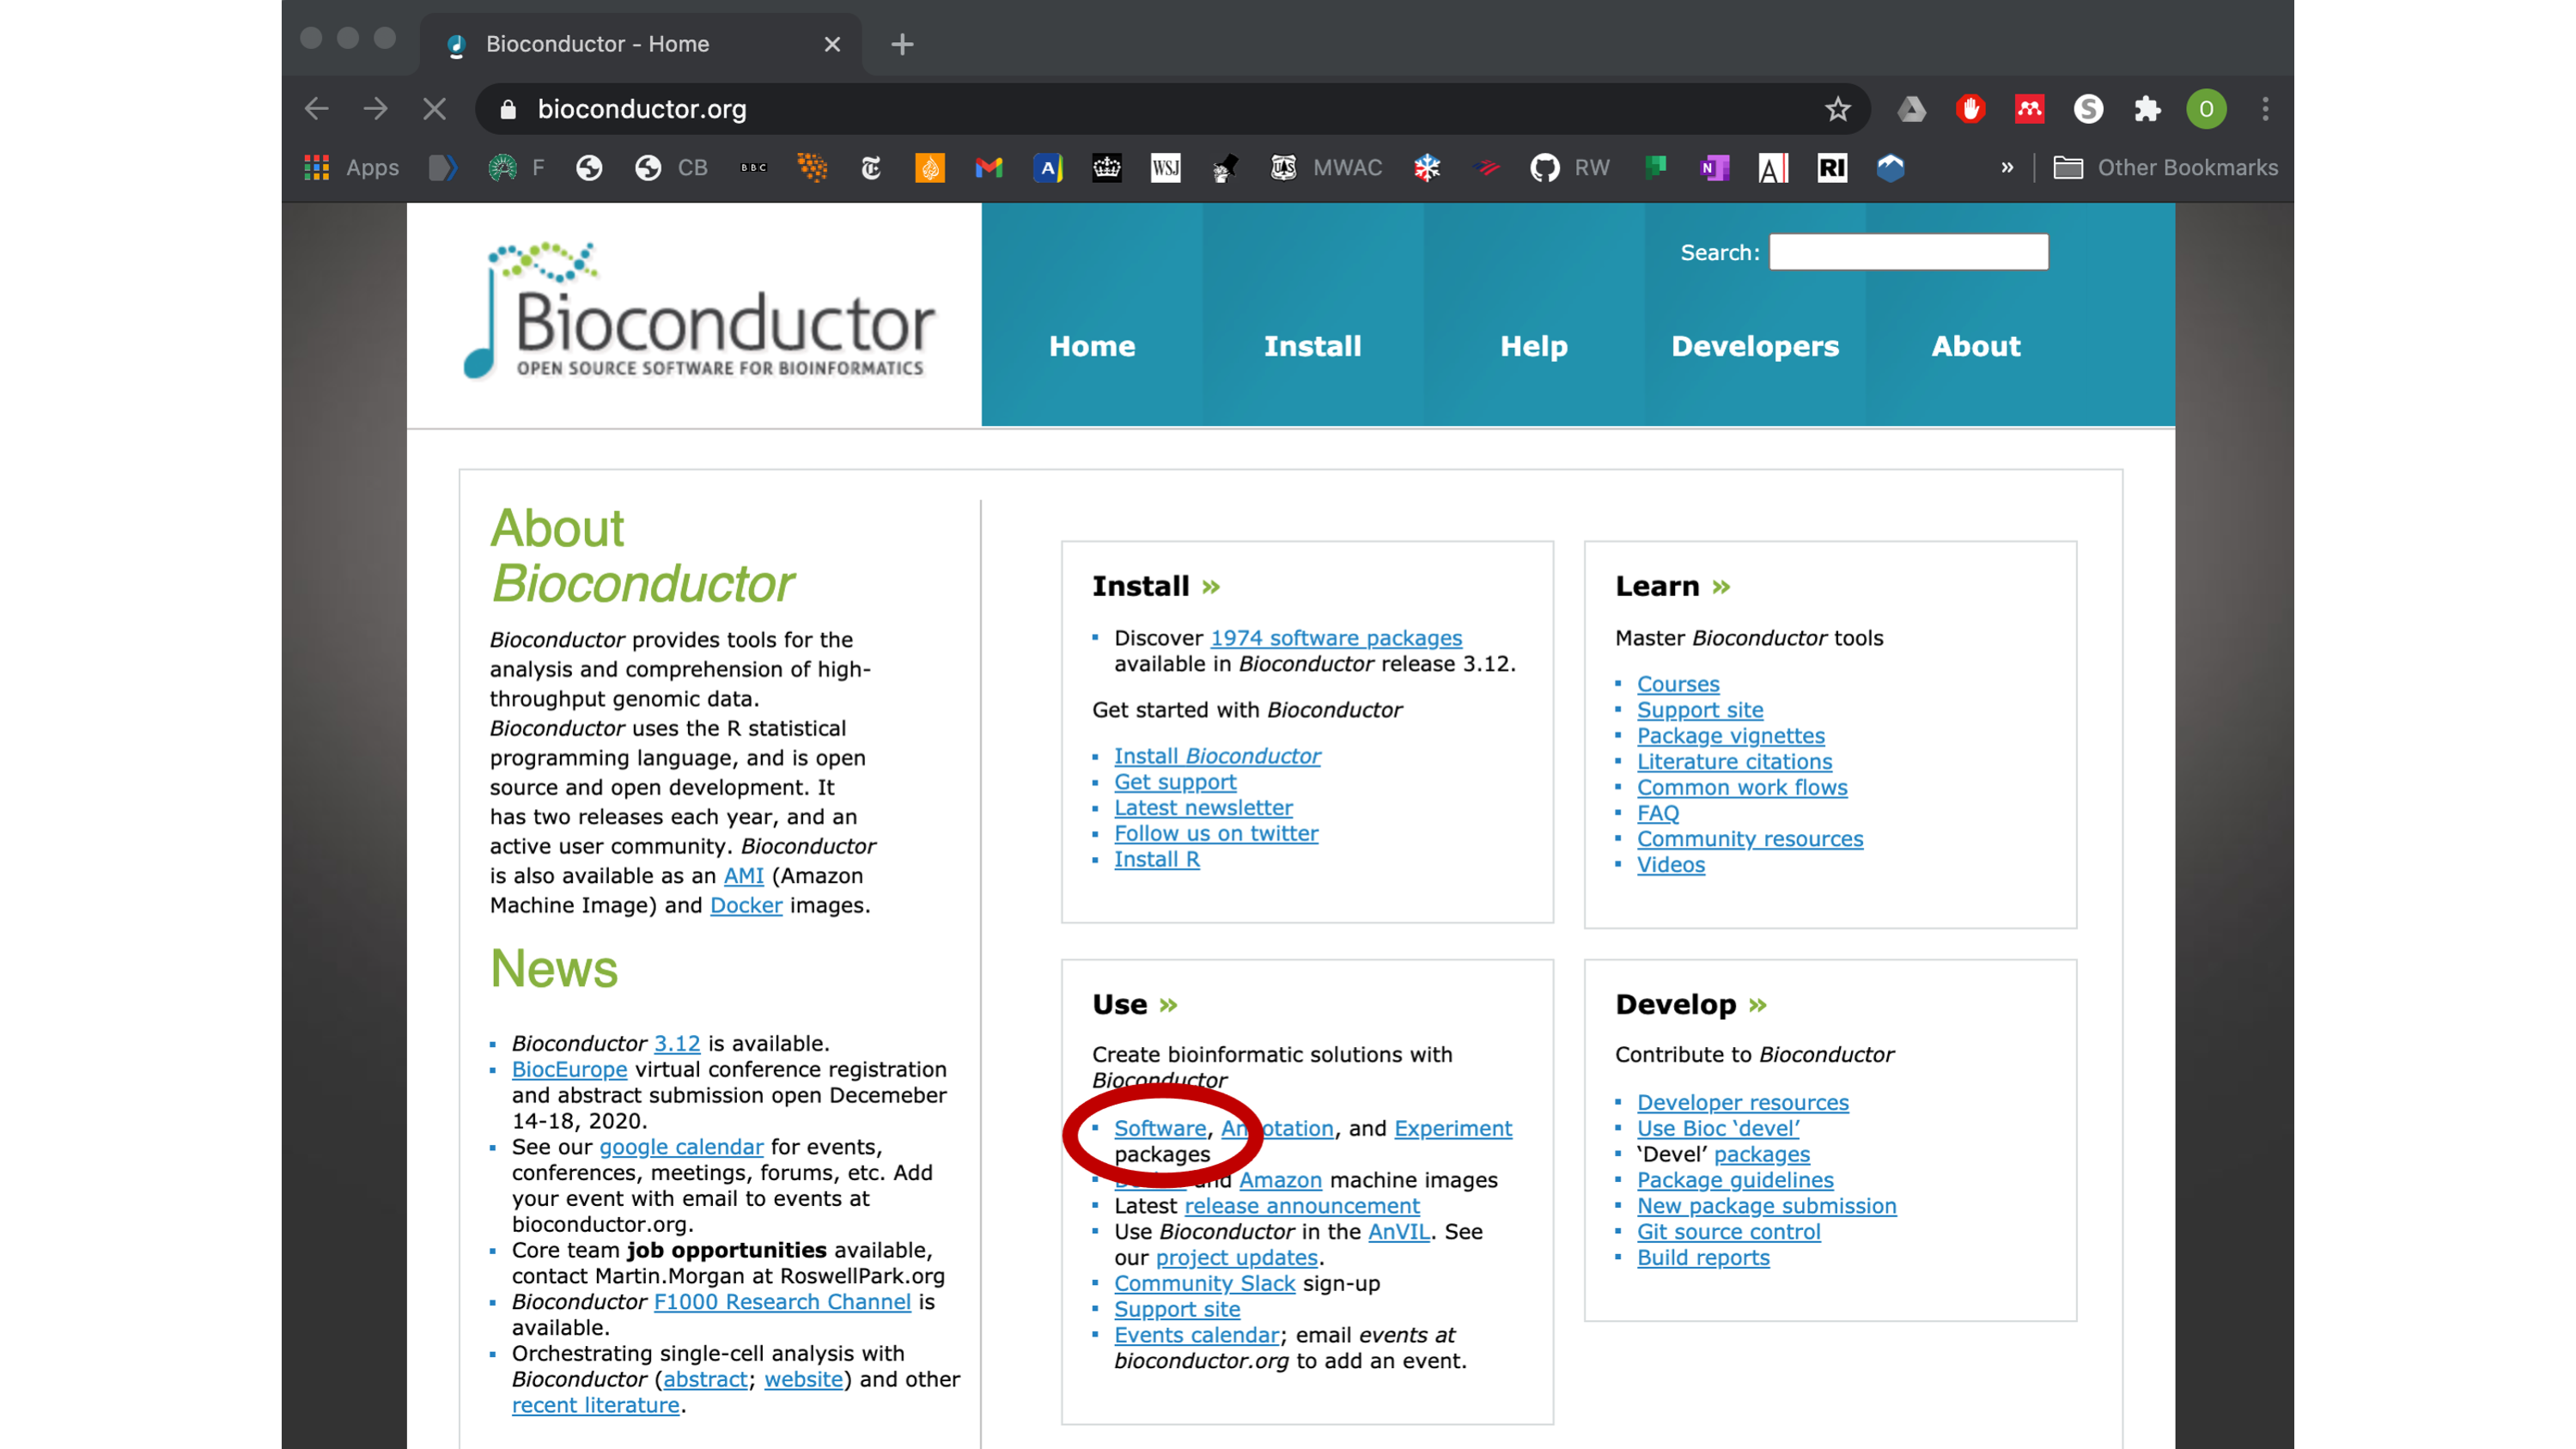 Bioconductor - Home
bioconductor.org
O
Apps
F
CB
BBC
WSJ
MWAC
RW
N
RI
»
Other Bookmarks
Bioconductor
OPEN SOURCE SOFTWARE FOR BIOINFORMATICS
Search:
Home
Install
Help
Developers
About
About
Bioconductor
Bioconductor provides tools for the
analysis and comprehension of high-
throughput genomic data.
Bioconductor uses the R statistical
programming language, and is open
source and open development. It
has two releases each year, and an
active user community. Bioconductor
is also available as an AMI (Amazon
Machine Image) and Docker images.
News
Bioconductor 3.12 is available.
BiocEurope virtual conference registration
and abstract submission open Decemeber
14-18, 2020.
See our google calendar for events,
conferences, meetings, forums, etc. Add
your event with email to events at
bioconductor.org.
Core team job opportunities available,
contact Martin.Morgan at RoswellPark.org
Bioconductor F1000 Research Channel is
available.
Orchestrating single-cell analysis with
Bioconductor (abstract; website) and other
recent literature.
Install »
Discover 1974 software packages
available in Bioconductor release 3.12.
Get started with Bioconductor
Install Bioconductor
Get support
Latest newsletter
Follow us on twitter
Install R
Learn »
Master Bioconductor tools
Courses
Support site
Package vignettes
Literature citations
Common work flows
FAQ
Community resources
Videos
Use »
Create bioinformatic solutions with
Bioconductor
Software, Annotation, and Experiment
packages
and Amazon machine images
Latest release announcement
Use Bioconductor in the AnVIL. See
our project updates.
Community Slack sign-up
Support site
Events calendar; email events at
bioconductor.org to add an event.
Develop »
Contribute to Bioconductor
Developer resources
Use Bioc ‘devel’
‘Devel’ packages
Package guidelines
New package submission
Git source control
Build reports